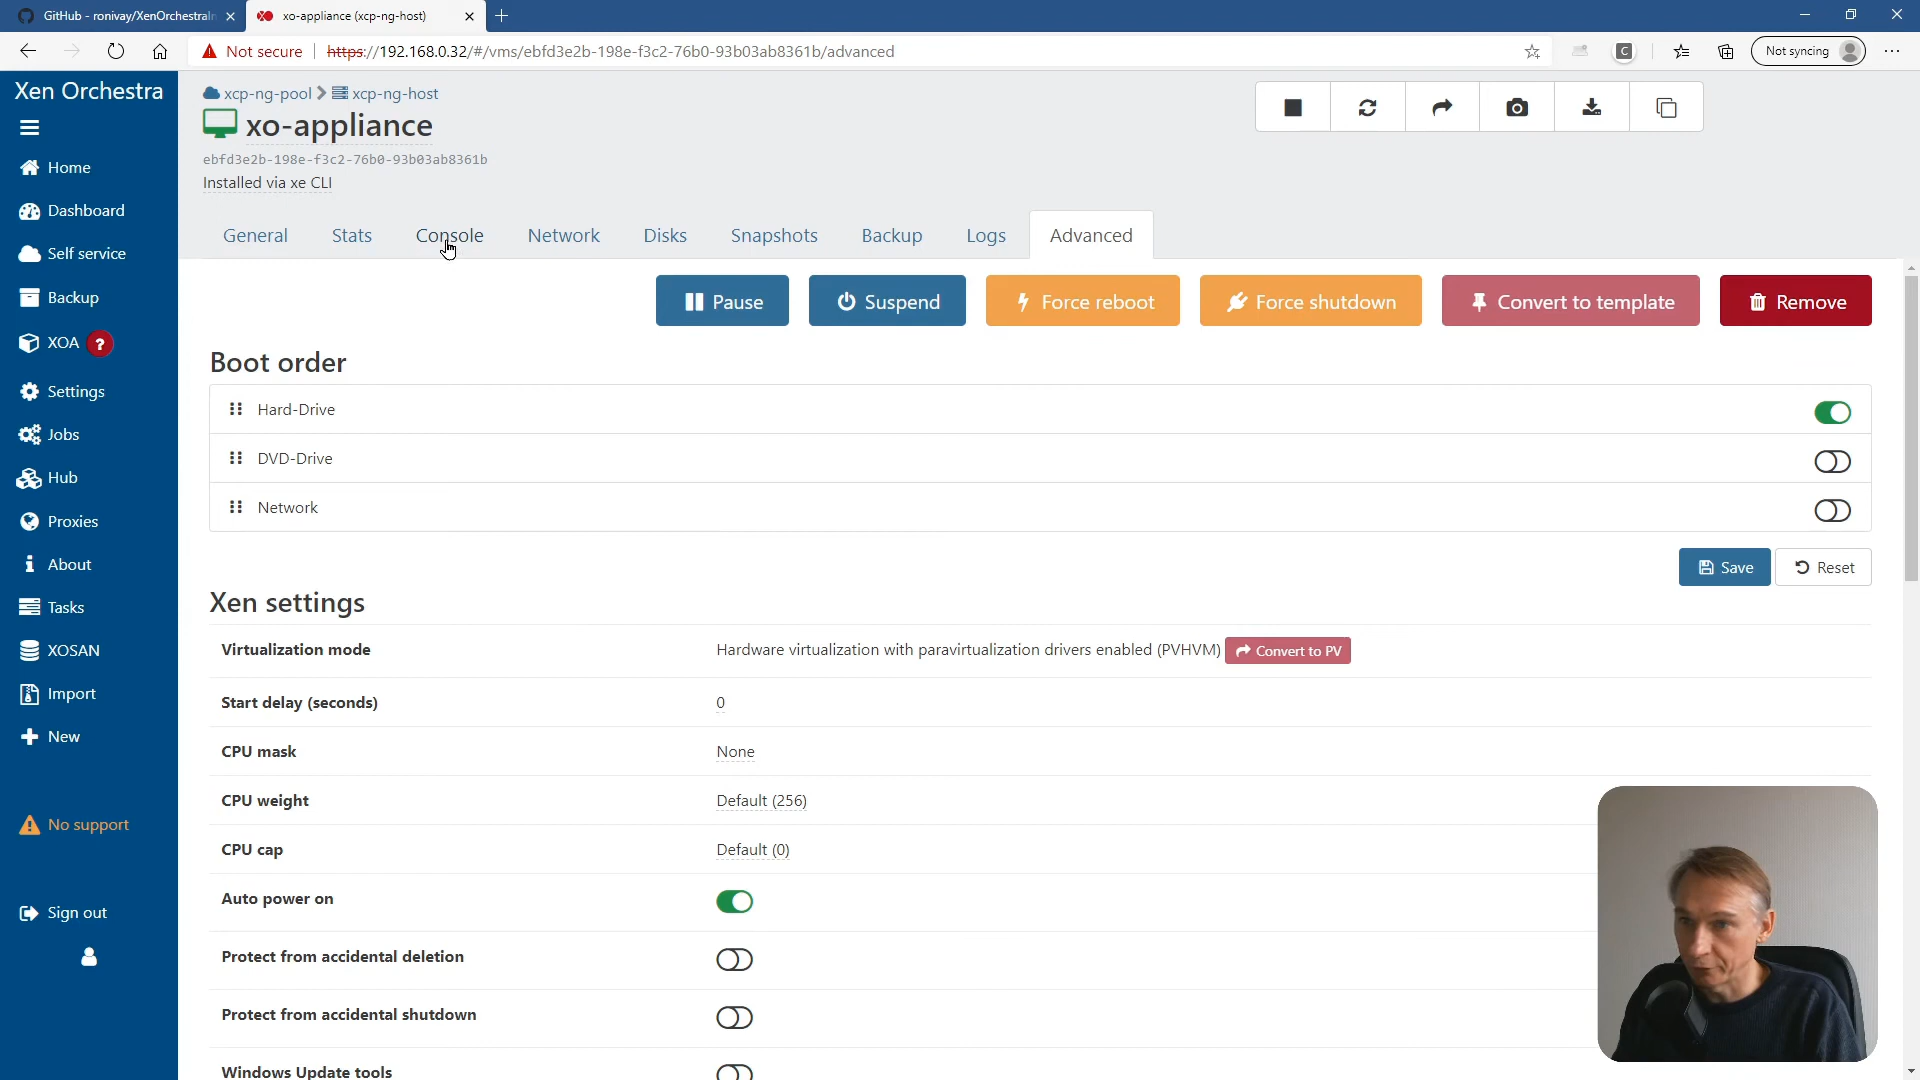 GitHub - ronivay/XenOrchestraIn
xo-appliance (xcp-ng-host)
Not secure
https://192.168.0.32/#/vms/ebfd3e2b-198e-f3c2-76b0-93b03ab8361b/advanced
C
Not syncing
Xen Orchestra
Home
Dashboard
Self service
Backup
XOA ?
Settings
Jobs
Hub
Proxies
About
Tasks
XOSAN
Import
New
No support
Sign out
xcp-ng-pool
xcp-ng-host
xo-appliance
ebfd3e2b-198e-f3c2-76b0-93b03ab8361b
Installed via xe CLI
General
Stats
Console
Network
Disks
Snapshots
Backup
Logs
Advanced
Pause
Suspend
Force reboot
Force shutdown
Convert to template
Remove
Boot order
Hard-Drive
DVD-Drive
Network
Save
Reset
Xen settings
Virtualization mode
Hardware virtualization with paravirtualization drivers enabled (PVHVM)
Convert to PV
Start delay (seconds)
0
CPU mask
None
CPU weight
Default (256)
CPU cap
Default (0)
Auto power on
Protect from accidental deletion
Protect from accidental shutdown
Windows Update tools